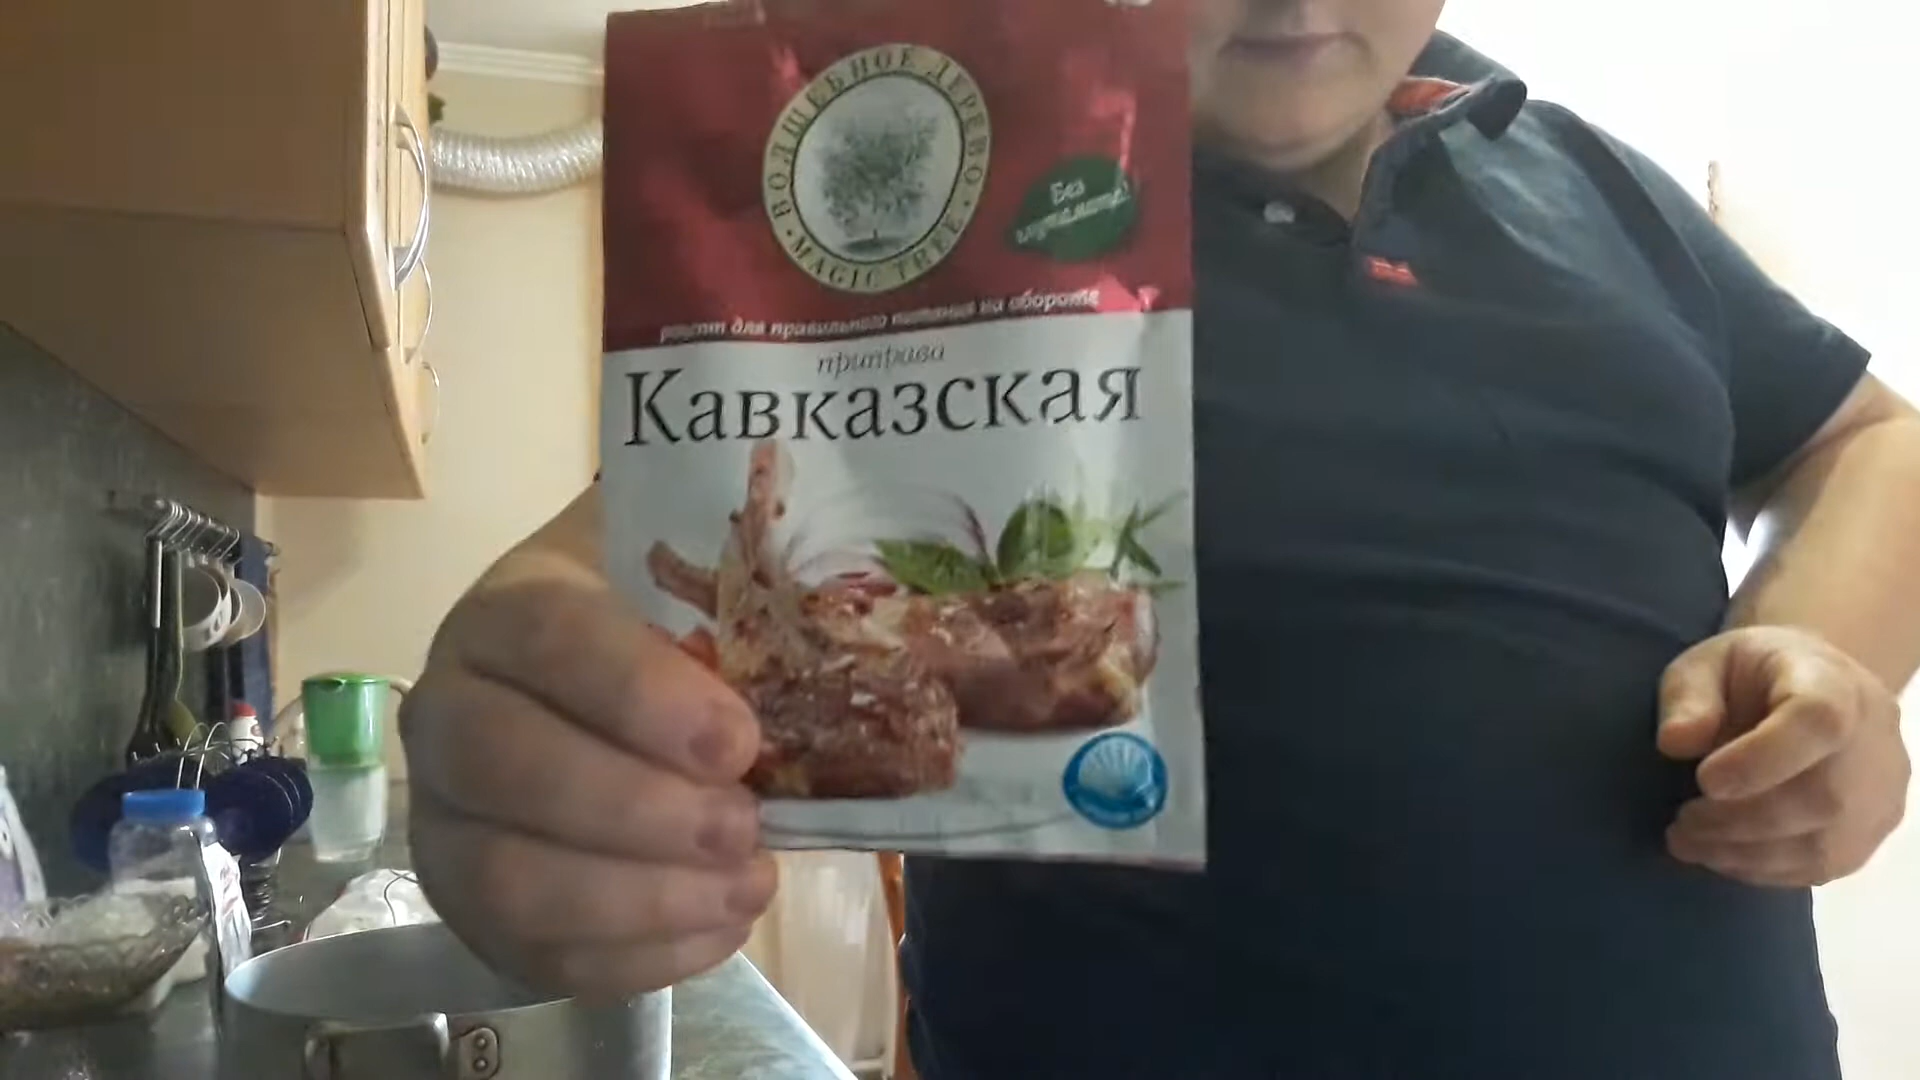 ВОЛШЕБНОЕ ДЕРЕВО
MAGIC TREE
Без
глутамата!
рецепт для правильного питания на обороте
приправа
Кавказская